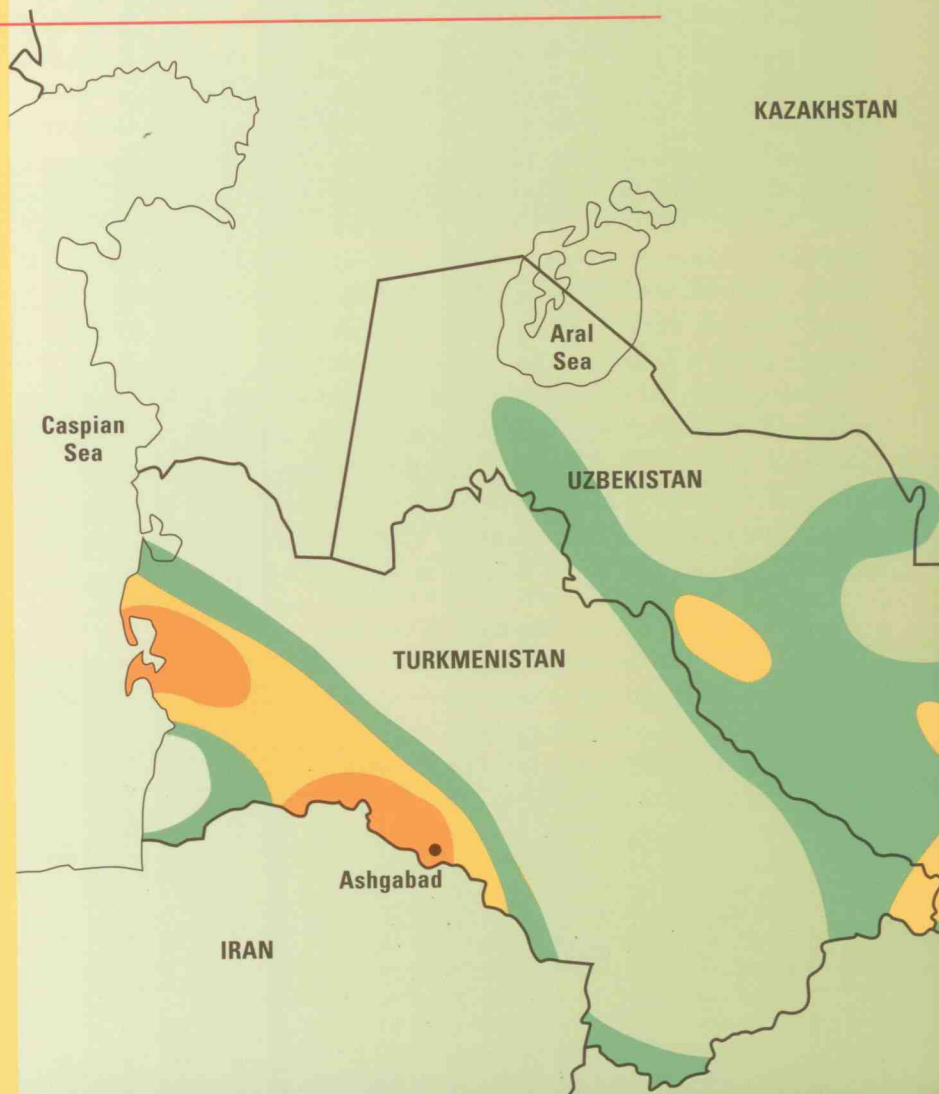 KAZAKHSTAN
Aral
Sea
Caspian
Sea
UZBEKISTAN
TURKMENISTAN
Ashgabad
IRAN